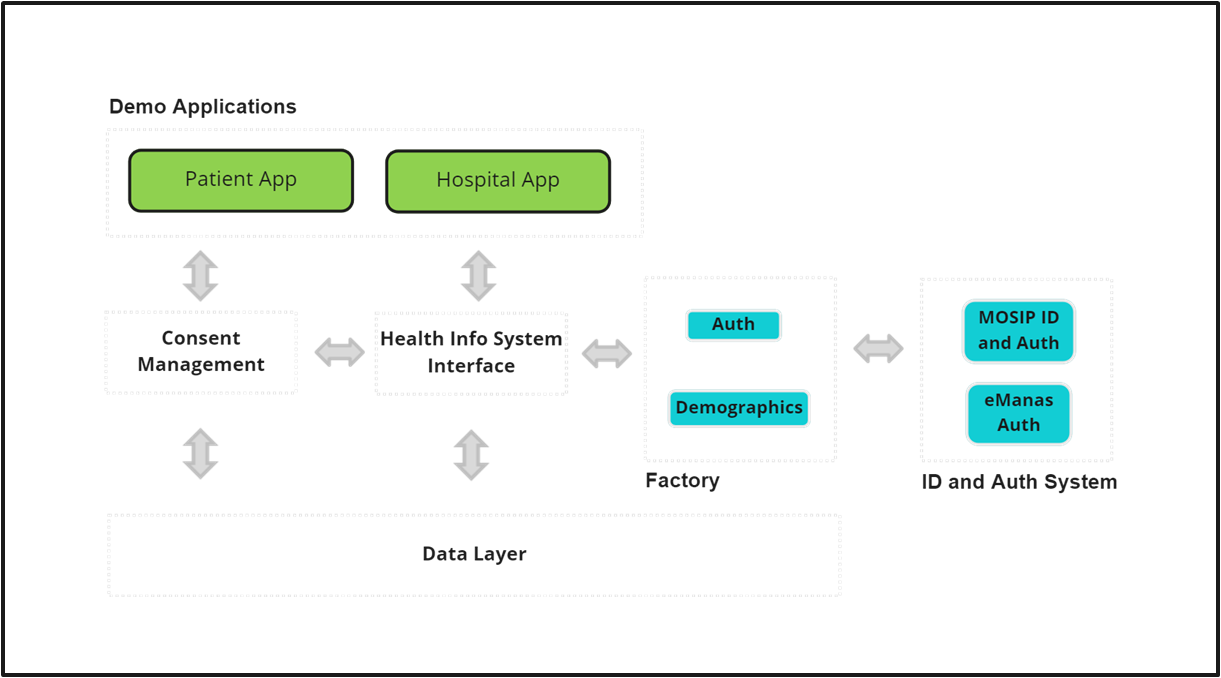 Demo Applications
Patient App
Hospital App
Consent
Management
Health Info System
Interface
Auth
Demographics
Factory
MOSIP ID
and Auth
eManas
Auth
ID and Auth System
Data Layer